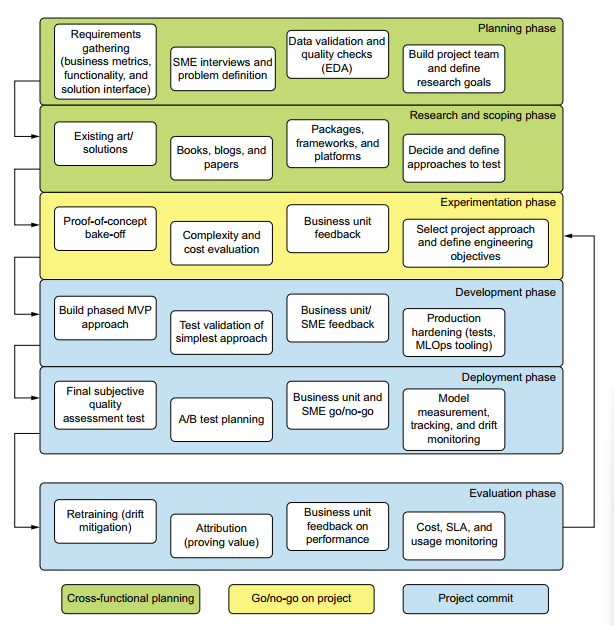 Planning phase
Requirements
gathering
(business metrics,
functionality, and
solution interface)
SME interviews and
problem definition
Data validation and
quality checks
(EDA)
Build project team
and define
research goals
Research and scoping phase
Existing art/
solutions
Books, blogs, and
papers
Packages,
frameworks, and
platforms
Decide and define
approaches to test
Experimentation phase
Proof-of-concept
bake-off
Complexity and
cost evaluation
Business unit
feedback
Select project approach
and define engineering
objectives
Development phase
Build phased MVP
approach
Test validation of
simplest approach
Business unit/
SME feedback
Production
hardening (tests,
MLOps tooling)
Deployment phase
Final subjective
quality
assessment test
A/B test planning
Business unit and
SME go/no-go
Model
measurement,
tracking, and drift
monitoring
Evaluation phase
Retraining (drift
mitigation)
Attribution
(proving value)
Business unit
feedback on
performance
Cost, SLA, and
usage monitoring
Cross-functional planning
Go/no-go on project
Project commit